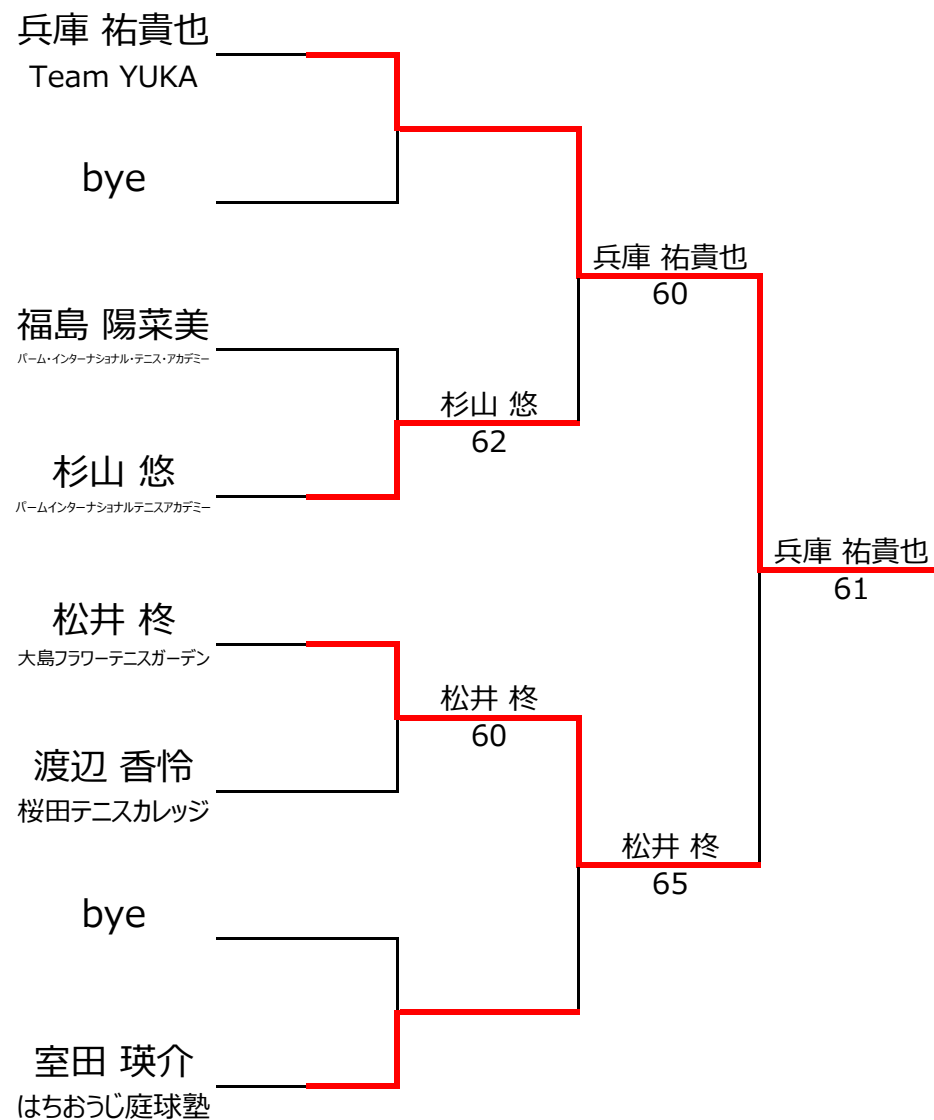 兵庫 祐貴也
Team YUKA
bye
福島 陽菜美
パーム・インターナショナル・テニス・アカデミー
杉山 悠
パームインターナショナルテニスアカデミー
松井 柊
大島フラワーテニスガーデン
渡辺 香怜
桜田テニスカレッジ
bye
室田 瑛介
はちおうじ庭球塾
杉山 悠
62
松井 柊
60
兵庫 祐貴也
60
松井 柊
65
兵庫 祐貴也
61